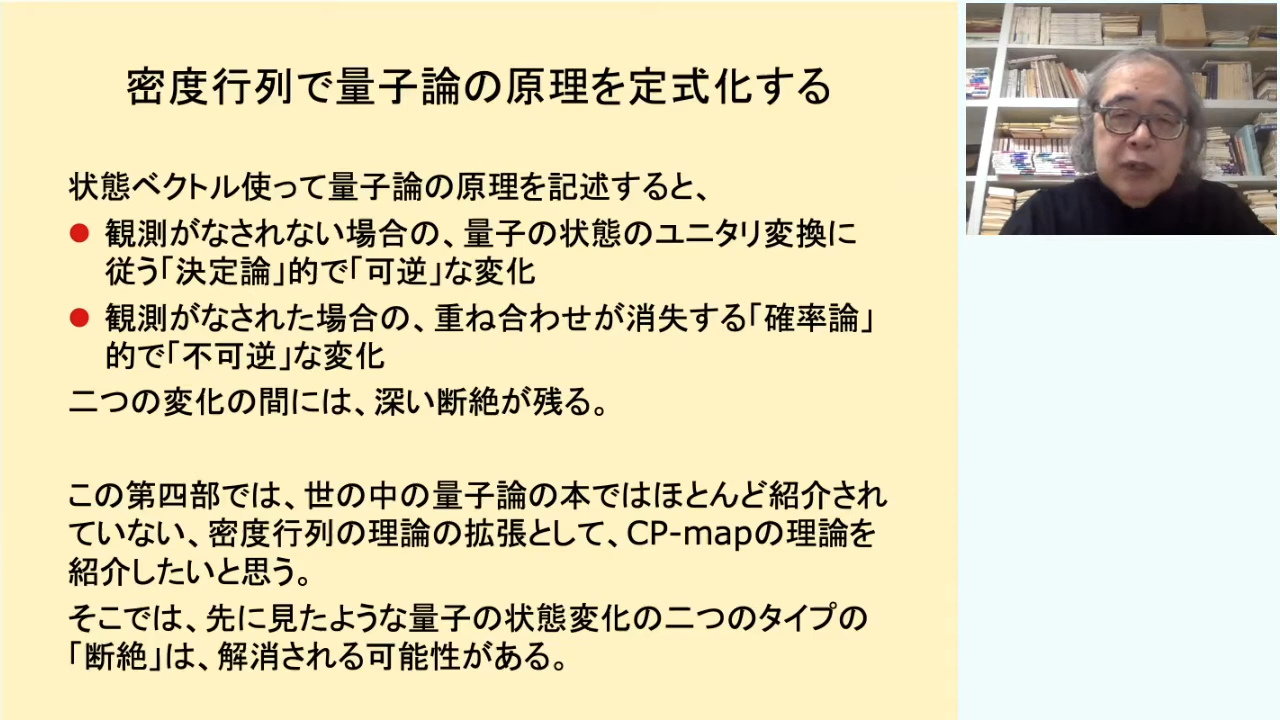 密度行列で量子論の原理を定式化する
状態ベクトル使って量子論の原理を記述すると、
● 観測がなされない場合の、量子の状態のユニタリ変換に
従う「決定論」的で「可逆」な変化
● 観測がなされた場合の、重ね合わせが消失する「確率論」
的で「不可逆」な変化
二つの変化の間には、深い断絶が残る。
この第四部では、世の中の量子論の本ではほとんど紹介され
ていない、密度行列の理論の拡張として、CP-mapの理論を
紹介したいと思う。
そこでは、先に見たような量子の状態変化の二つのタイプの
「断絶」は、解消される可能性がある。